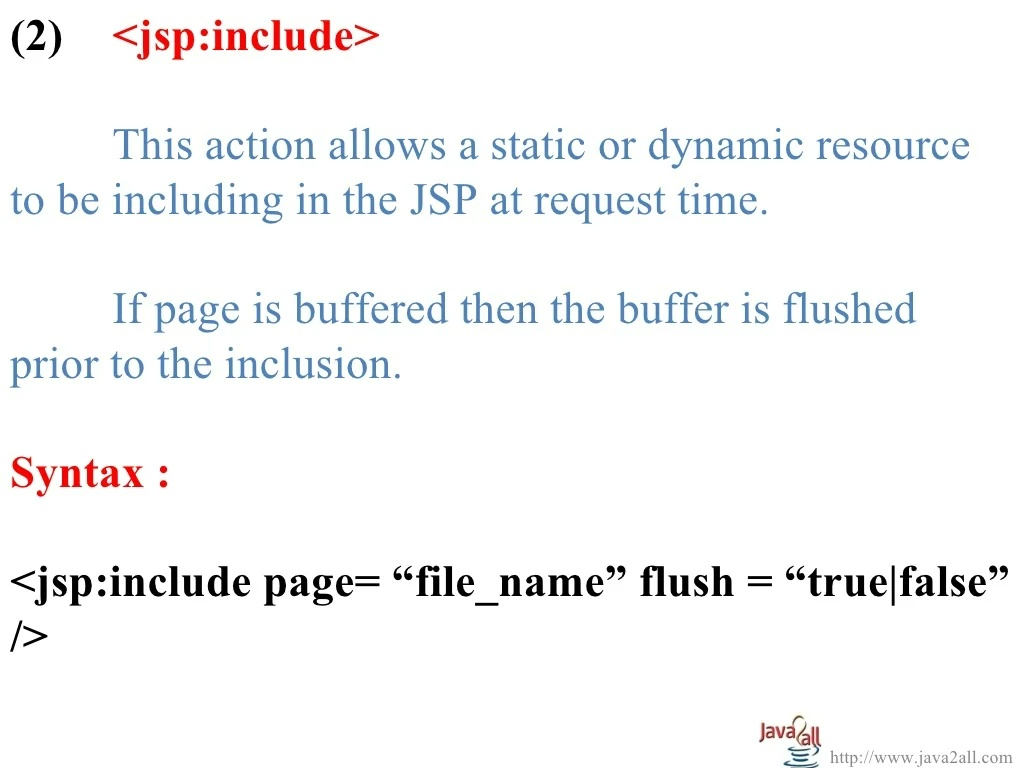 (2) <jsp:include>
This action allows a static or dynamic resource
to be including in the JSP at request time.
If page is buffered then the buffer is flushed
prior to the inclusion.
Syntax :
<jsp:include page= “file_name” flush = “true|false”
/>
Java2all
http://www.java2all.com